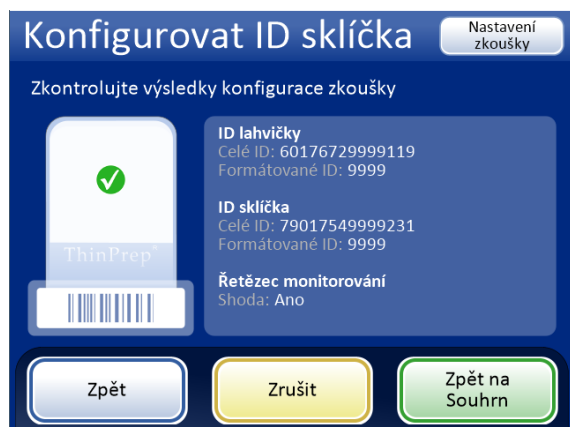 Konfigurovat ID sklíčka
Nastavení
zkoušky
Zkontrolujte výsledky konfigurace zkoušky
ID lahvičky
Celé ID: 60176729999119
Formátované ID: 9999
ID sklíčka
Celé ID: 79017549999231
Formátované ID: 9999
Řetězec monitorování
Shoda: Ano
ThinPrep®
Zpět
Zrušit
Zpět na
Souhrn